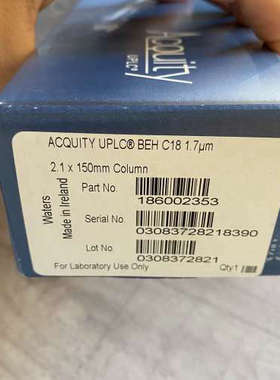 Acquity
UPLC®
ACQUITY UPLC® BEH C18 1.7µm
2.1 x 150mm Column
Part No.
186002353
Serial No.
03083728218390
Lot No
0308372821
For Laboratory Use Only
Qty 1
Waters
Made in Ireland